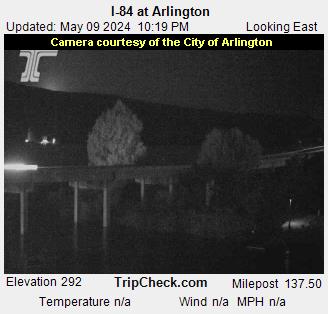 I-84 at Arlington
Updated: May 09 2024 10:19 PM Looking East
Camera courtesy of the City of Arlington
Elevation 292 TripCheck.com Milepost 137.50
Temperature n/a Wind n/a MPH n/a